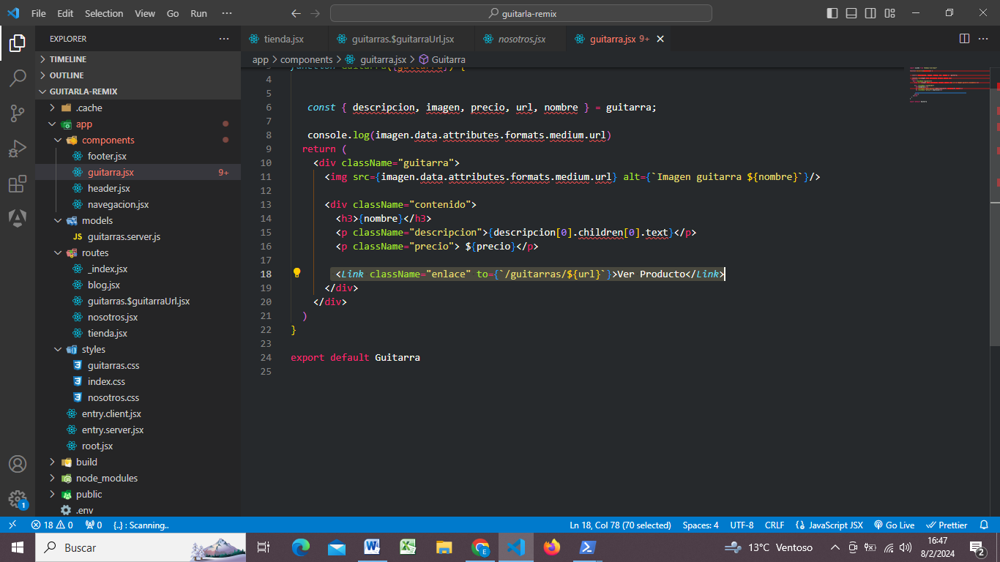 File Edit Selection View Go Run ···
guitarla-remix
EXPLORER ···
tienda.jsx guitarras.$guitarraUrl.jsx nosotros.jsx guitarra.jsx 9+
app > components > guitarra.jsx > Guitarra
TIMELINE
OUTLINE
GUITARLA-REMIX
.cache
app
components
footer.jsx
guitarra.jsx 9+
header.jsx
navegacion.jsx
models
JS guitarras.server.js
routes
_index.jsx
blog.jsx
guitarras.$guitarraUrl.jsx
nosotros.jsx
tienda.jsx
styles
guitarras.css
index.css
nosotros.css
entry.client.jsx
entry.server.jsx
root.jsx
build
node_modules
public
.env
3 function Guitarra({guitarra}) {
4
5
6 const { descripcion, imagen, precio, url, nombre } = guitarra;
7
8 console.log(imagen.data.attributes.formats.medium.url)
9 return (
10 <div className="guitarra">
11 <img src={imagen.data.attributes.formats.medium.url} alt={`Imagen guitarra ${nombre}`}/>
12
13 <div className="contenido">
14 <h3>{nombre}</h3>
15 <p className="descripcion">{descripcion[0].children[0].text}</p>
16 <p className="precio"> ${precio}</p>
17
18 <Link className="enlace" to={`/guitarras/${url}`}>Ver Producto</Link>
19 </div>
20 </div>
21 )
22 }
23
24 export default Guitarra
25
1
18 0 0 {..} : Scanning.. Ln 18, Col 78 (70 selected) Spaces: 4 UTF-8 CRLF JavaScript JSX Go Live Prettier
Buscar
13°C Ventoso
16:47
8/2/2024
2